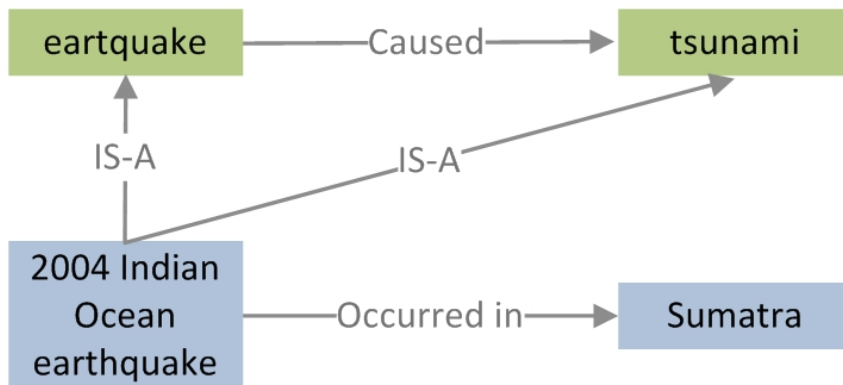 eartquake
Caused
tsunami
IS-A
IS-A
2004 Indian
Ocean
earthquake
Occurred in
Sumatra